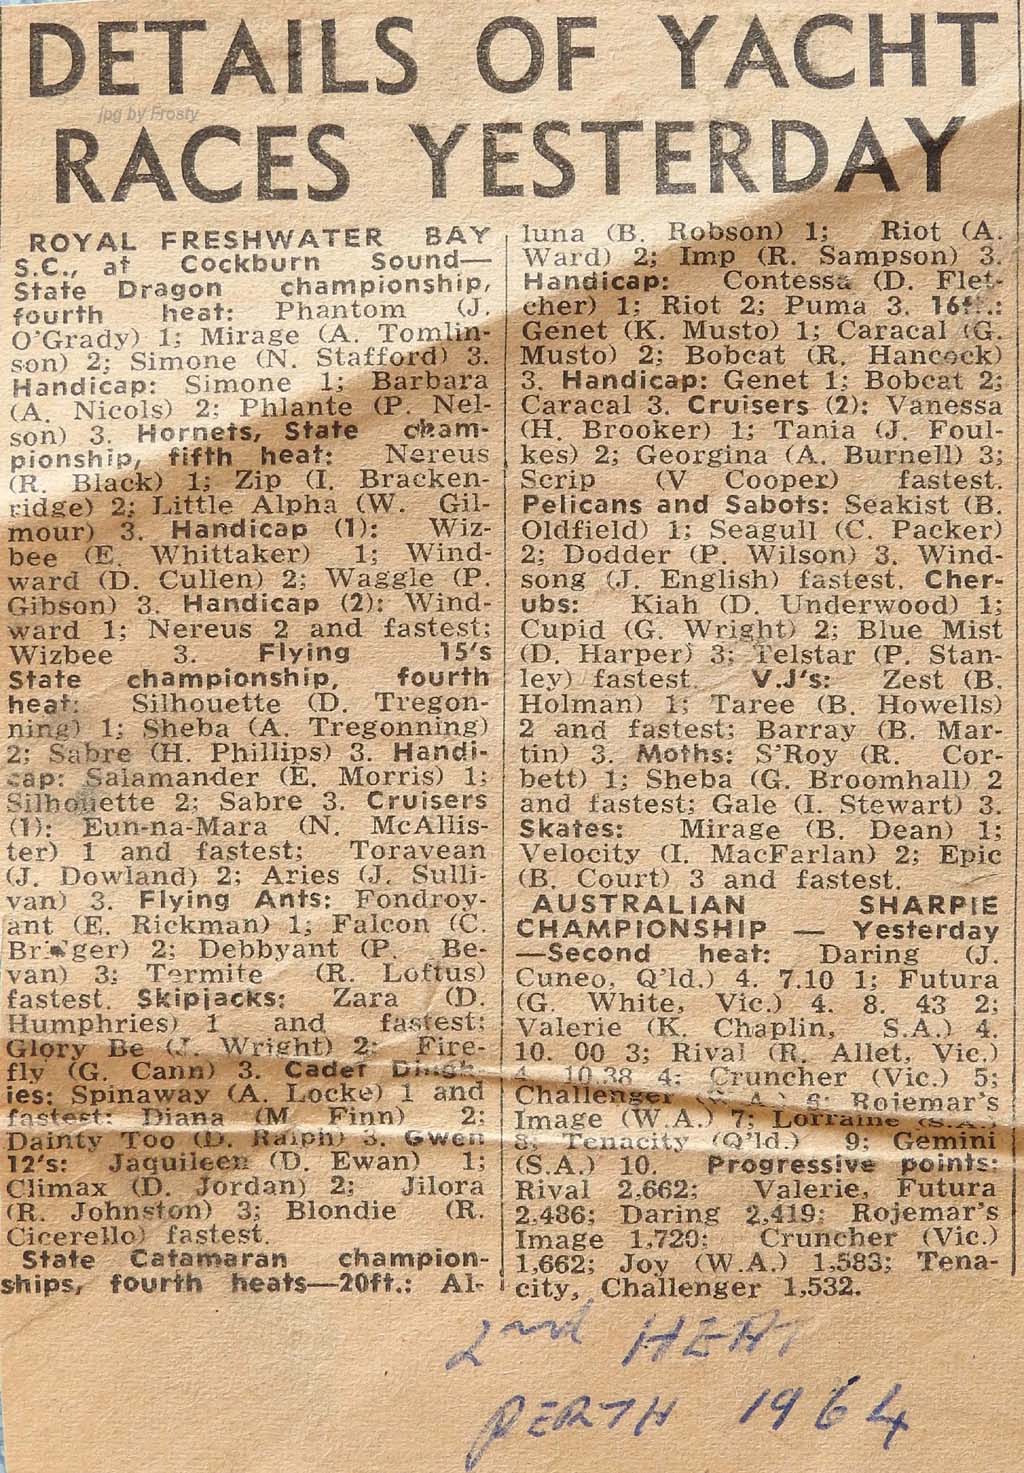 DETAILS OF YACHT
RACES YESTERDAY
jpg by Frosty
ROYAL FRESHWATER BAY
S.C., at Cockburn Sound—
State Dragon championship,
fourth heat: Phantom (J.
O'Grady) 1; Mirage (A. Tomlin-
son) 2; Simone (N. Stafford) 3.
Handicap: Simone 1; Barbara
(A. Nicols) 2; Phlante (P. Nel-
son) 3. Hornets, State cham-
pionship, fifth heat: Nereus
(R. Black) 1; Zip (I. Bracken-
ridge) 2; Little Alpha (W. Gil-
mour) 3. Handicap (1): Wiz-
bee (E. Whittaker) 1; Wind-
ward (D. Cullen) 2; Waggle (P.
Gibson) 3. Handicap (2): Wind-
ward 1; Nereus 2 and fastest;
Wizbee 3. Flying 15's
State championship, fourth
heat: Silhouette (D. Tregon-
ning) 1; Sheba (A. Tregonning)
2; Sabre (H. Phillips) 3. Handi-
cap: Salamander (E. Morris) 1;
Silhouette 2; Sabre 3. Cruisers
(1): Eun-na-Mara (N. McAllis-
ter) 1 and fastest; Toravean
(J. Dowland) 2; Aries (J. Sulli-
van) 3. Flying Ants: Fondroy-
ant (E. Rickman) 1; Falcon (C.
2; Debbyant (P. Be-
van) 3; Termite (R. Loftus)
fastest. Skipjacks: Zara (D.
Humphries) 1 and fastest;
Glory Be (J. Wright) 2; Fire-
fly (G. Cann) 3. Cadet Dingh-
ies: Spinaway (A. Locke) 1 and
fastest; Diana (M. Finn) 2;
Dainty Too (D. Ralph) 3. Gwen
12's: Jaquileen (D. Ewan) 1;
Climax (D. Jordan) 2; Jilora
(R. Johnston) 3; Blondie (R.
Cicerello) fastest.
State Catamaran champion-
ships, fourth heats—20ft.: Al-
luna (B. Robson) 1; Riot (A.
Ward) 2; Imp (R. Sampson) 3.
Handicap: Contessa (D. Flet-
cher) 1; Riot 2; Puma 3. 16ft.:
Genet (K. Musto) 1; Caracal (G.
Musto) 2; Bobcat (R. Hancock)
3. Handicap: Genet 1; Bobcat 2;
Caracal 3. Cruisers (2): Vanessa
(H. Brooker) 1; Tania (J. Foul-
kes) 2; Georgina (A. Burnell) 3;
Scrip (V Cooper) fastest.
Pelicans and Sabots: Seakist (B.
Oldfield) 1; Seagull (C. Packer)
2; Dodder (P. Wilson) 3. Wind-
song (J. English) fastest. Cher-
ubs: Kiah (D. Underwood) 1;
Cupid (G. Wright) 2; Blue Mist
(D. Harper) 3; Telstar (P. Stan-
ley) fastest. V.J's: Zest (B.
Holman) 1; Taree (B. Howells)
2 and fastest; Barray (B. Mar-
tin) 3. Moths: S'Roy (R. Cor-
bett) 1; Sheba (G. Broomhall) 2
and fastest; Gale (I. Stewart) 3.
Skates: Mirage (B. Dean) 1;
Velocity (I. MacFarlan) 2; Epic
(B. Court) 3 and fastest.
AUSTRALIAN SHARPIE
CHAMPIONSHIP — Yesterday
—Second heat: Daring (J.
Cuneo, Q'ld.) 4. 7.10 1; Futura
(G. White, Vic.) 4. 8. 43 2;
Valerie (K. Chaplin, S.A.) 4.
10. 00 3; Rival (R. Allet, Vic.)
4. 10.38 4; Cruncher (Vic.) 5;
Challenger 6; Rojemar's
Image (W.A.) 7; Lorraine (S.A.)
8; Tenacity (Q'ld.) 9; Gemini
(S.A.) 10. Progressive points:
Rival 2,662; Valerie, Futura
2,486; Daring 2,419; Rojemar's
Image 1,720; Cruncher (Vic.)
1,662; Joy (W.A.) 1,583; Tena-
city, Challenger 1,532.
2nd HEAT
PERTH 1964